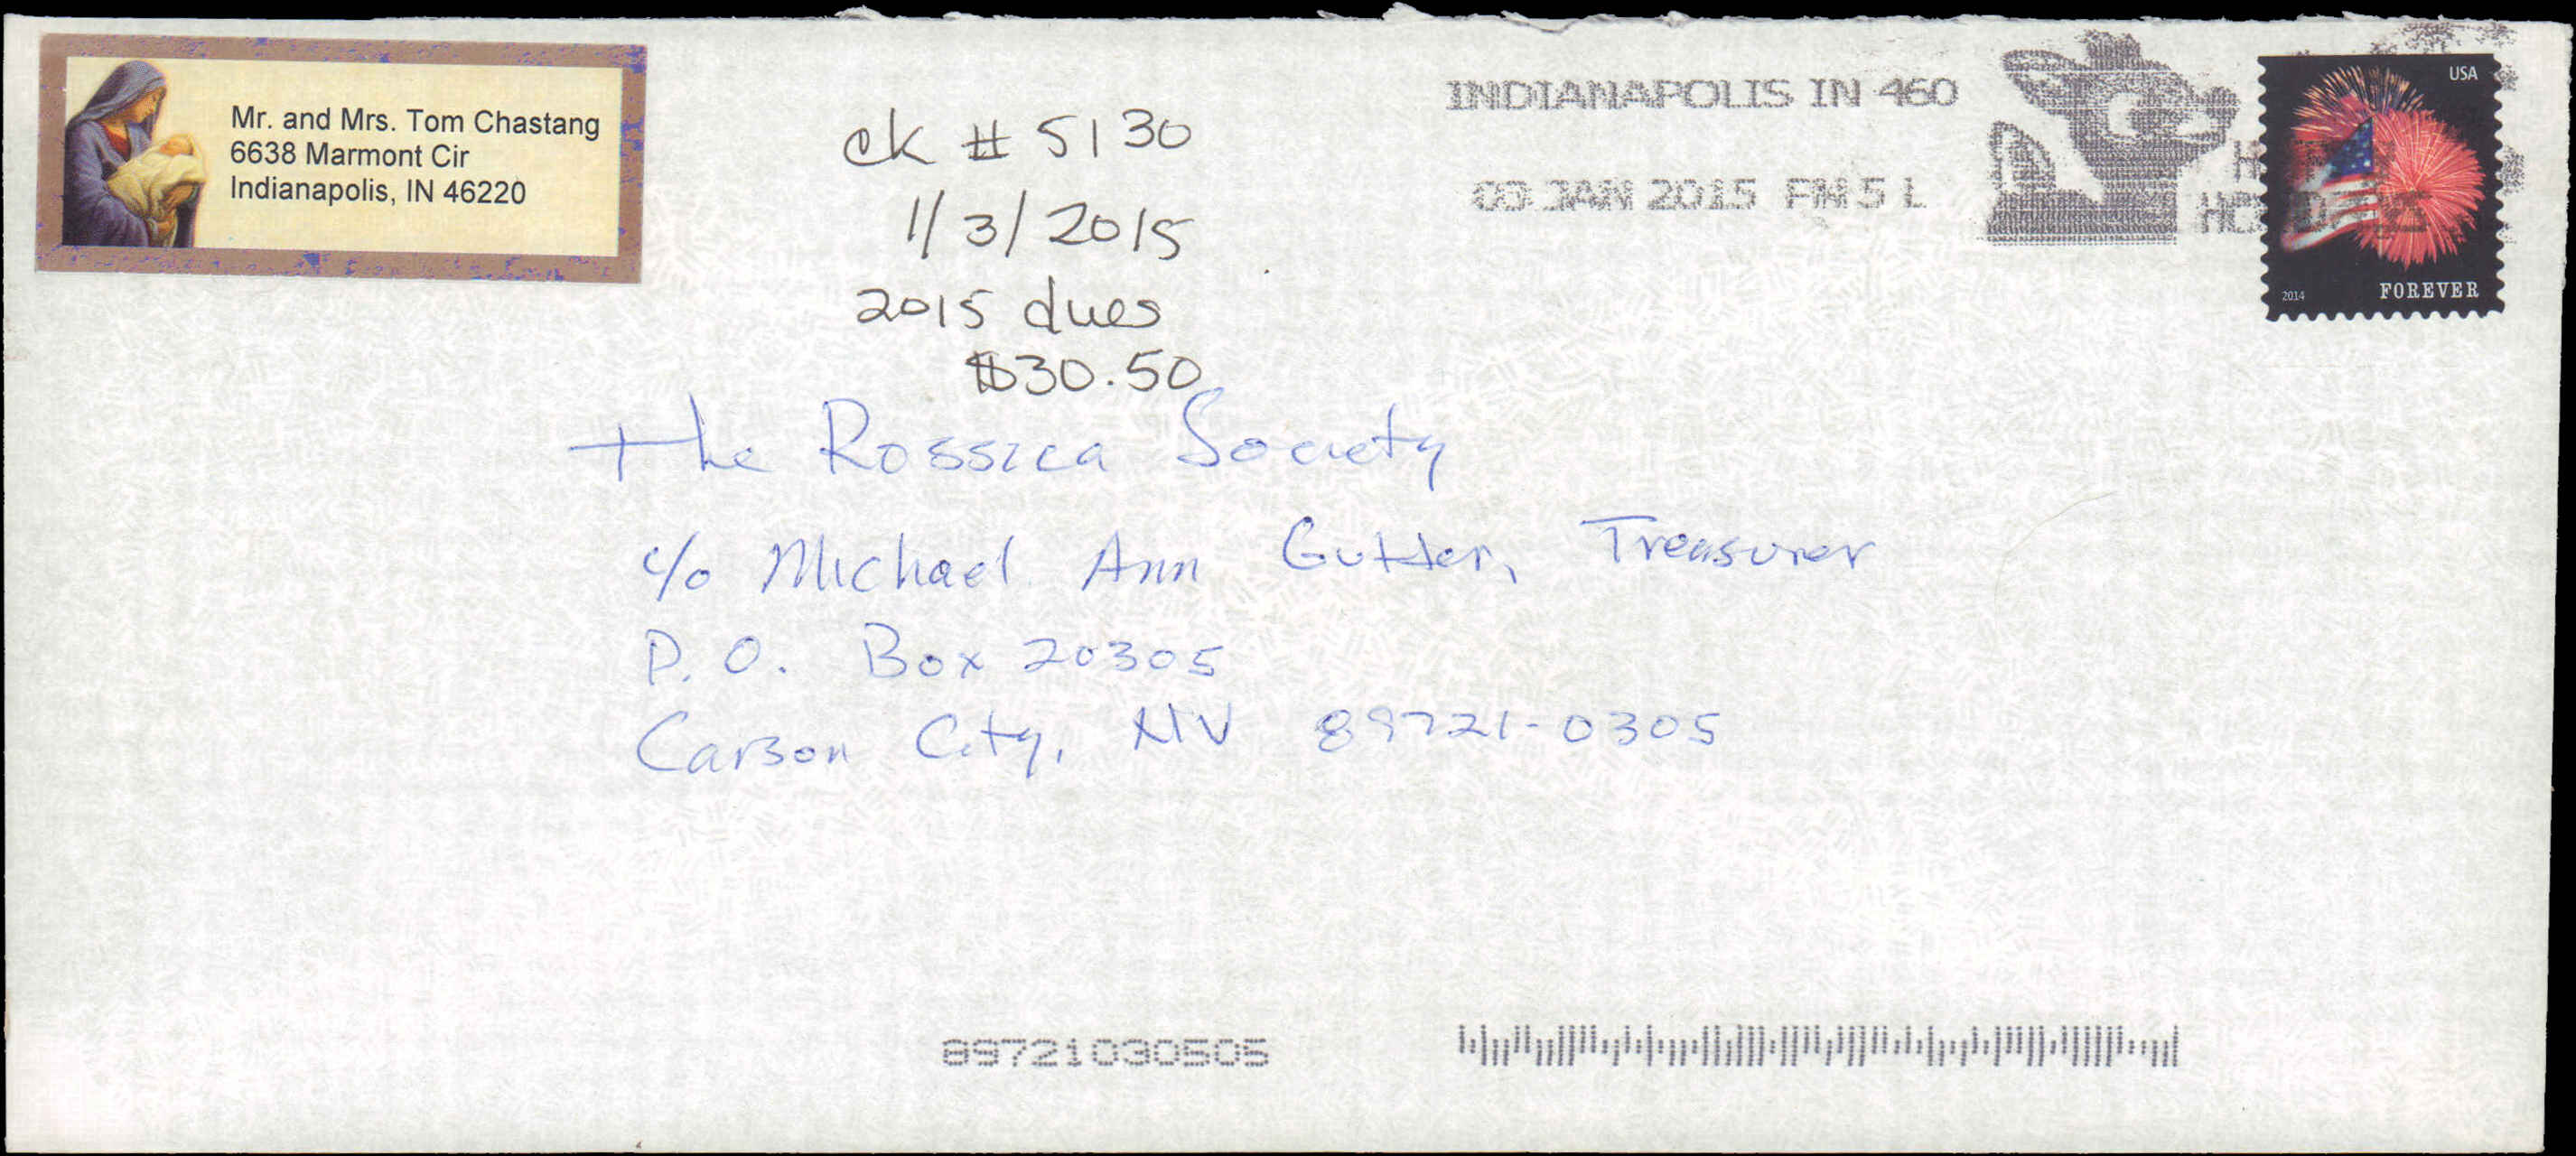 Mr. and Mrs. Tom Chastang
6638 Marmont Cir
Indianapolis, IN 46220
ck # 5130
1/3/2015
2015 dues
$30.50
INDIANAPOLIS IN 460
03 JAN 2015 PM 5 L
USA
2014 FOREVER
The Rossica Society
c/o Michael Ann Gutter, Treasurer
P.O. Box 20305
Carson City, NV 89721-0305
89721030505